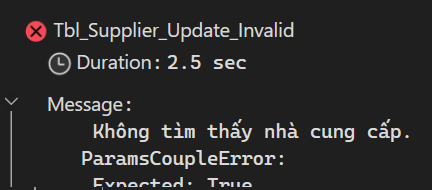 Tbl_Supplier_Update_Invalid
Duration: 2.5 sec
Message:
Không tìm thấy nhà cung cấp.
ParamsCoupleError:
Expected: True